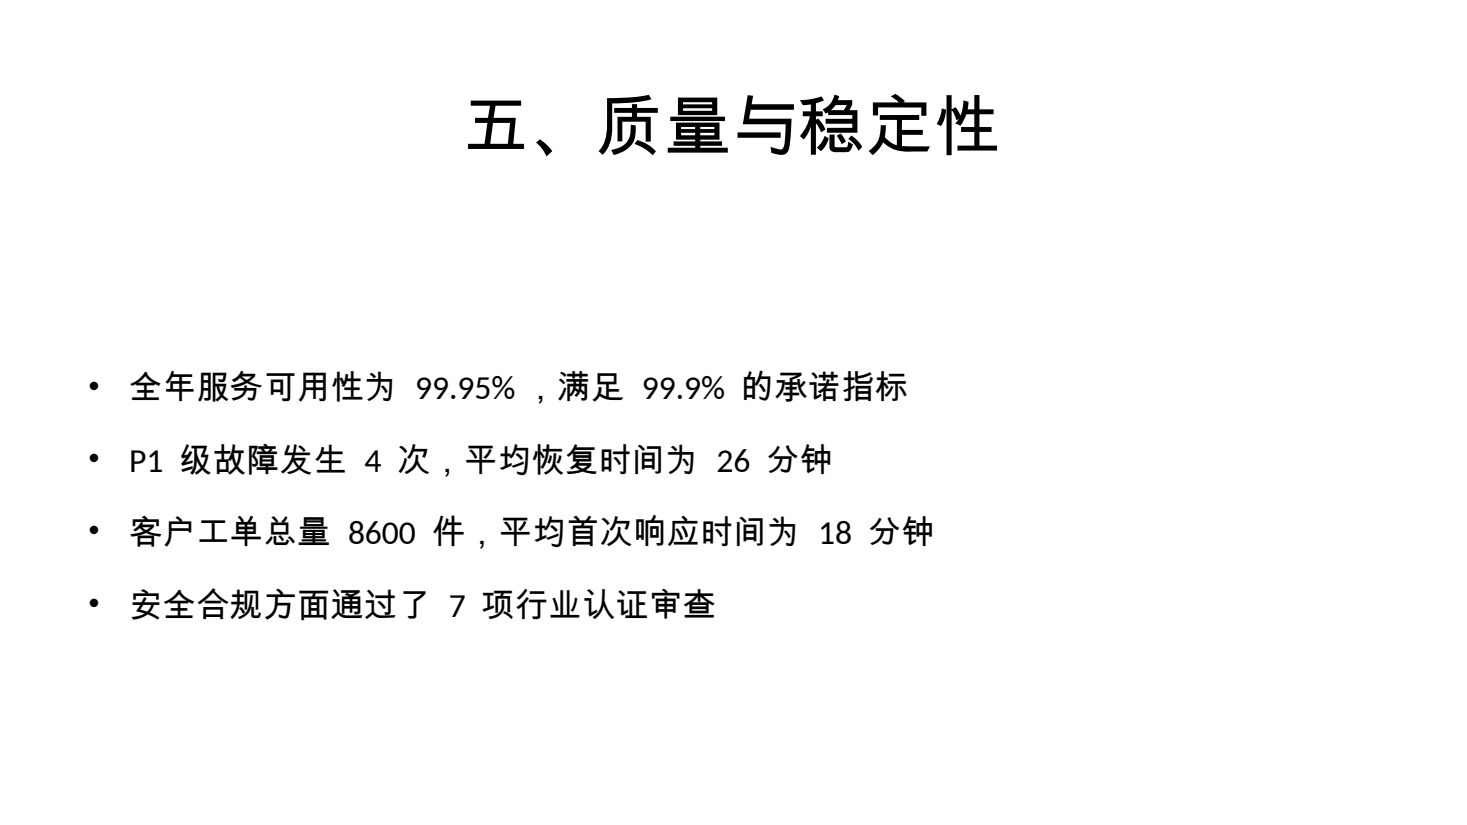 五、质量与稳定性
• 全年服务可用性为 99.95%，满足 99.9% 的承诺指标
• P1 级故障发生 4 次，平均恢复时间为 26 分钟
• 客户工单总量 8600 件，平均首次响应时间为 18 分钟
• 安全合规方面通过了 7 项行业认证审查